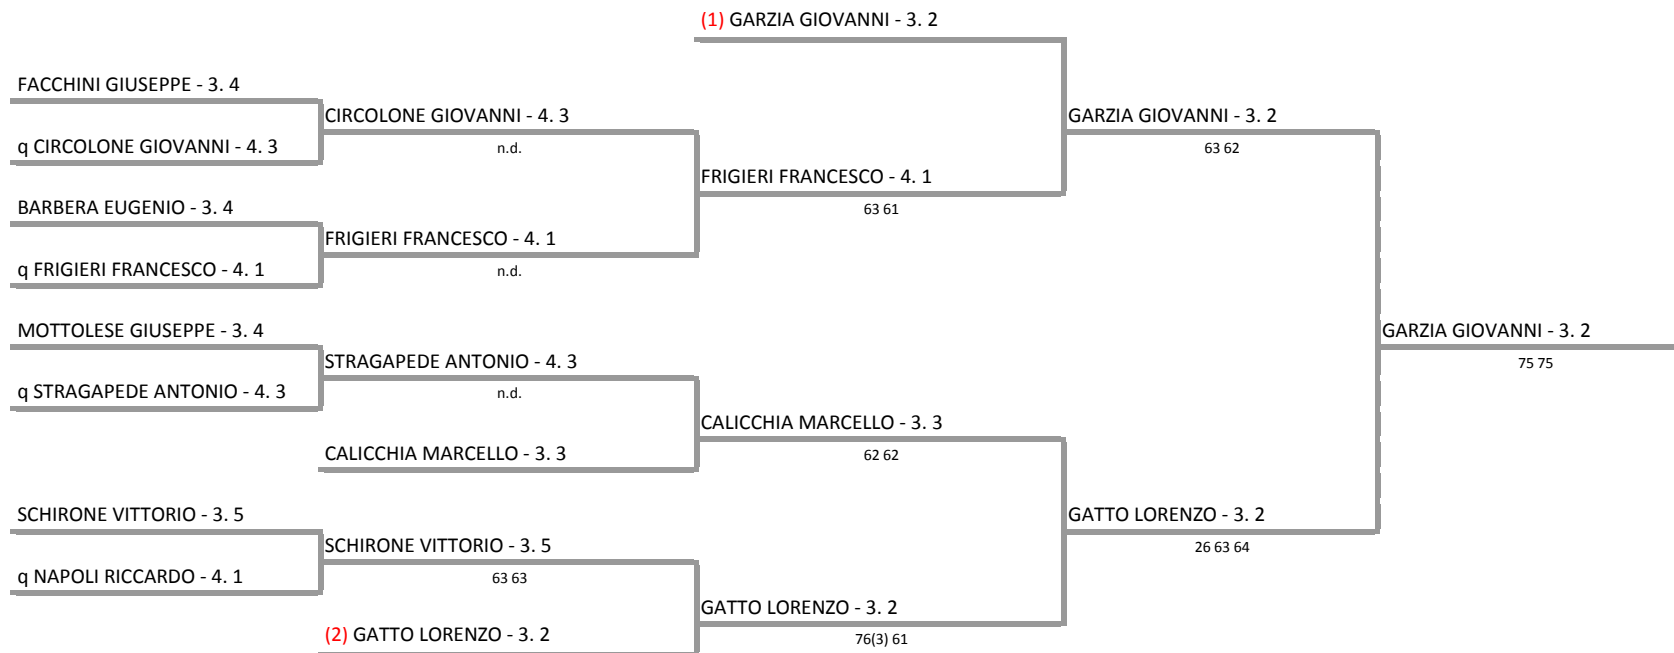 (1) GARZIA GIOVANNI - 3. 2
FACCHINI GIUSEPPE - 3. 4
CIRCOLONE GIOVANNI - 4. 3
GARZIA GIOVANNI - 3. 2
q CIRCOLONE GIOVANNI - 4. 3
n.d.
63 62
FRIGIERI FRANCESCO - 4. 1
BARBERA EUGENIO - 3. 4
63 61
FRIGIERI FRANCESCO - 4. 1
q FRIGIERI FRANCESCO - 4. 1
n.d.
MOTTOLESE GIUSEPPE - 3. 4
GARZIA GIOVANNI - 3. 2
STRAGAPEDE ANTONIO - 4. 3
75 75
q STRAGAPEDE ANTONIO - 4. 3
n.d.
CALICCHIA MARCELLO - 3. 3
CALICCHIA MARCELLO - 3. 3
62 62
SCHIRONE VITTORIO - 3. 5
GATTO LORENZO - 3. 2
SCHIRONE VITTORIO - 3. 5
26 63 64
q NAPOLI RICCARDO - 4. 1
63 63
GATTO LORENZO - 3. 2
(2) GATTO LORENZO - 3. 2
76(3) 61